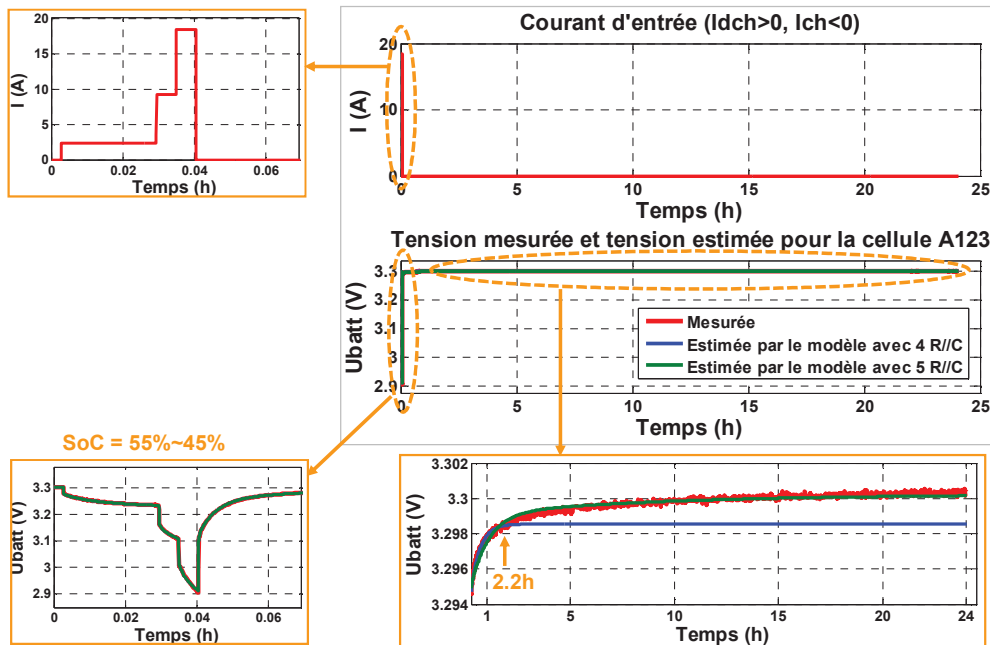 Courant d'entrée (Idch>0, Ich<0)
20
15
10
5
0
I (A)
0
0.02
0.04
0.06
Temps (h)
20
10
0
I (A)
0
5
10
15
20
25
Temps (h)
Tension mesurée et tension estimée pour la cellule A123
3.3
3.2
3.1
3
2.9
Ubatt (V)
Mesurée
Estimée par le modèle avec 4 R//C
Estimée par le modèle avec 5 R//C
0
5
10
15
20
25
Temps (h)
SoC = 55%~45%
3.3
3.2
3.1
3
2.9
Ubatt (V)
0
0.02
0.04
0.06
Temps (h)
3.302
3.3
3.298
3.296
3.294
Ubatt (V)
2.2h
1
5
10
15
20
24
Temps (h)